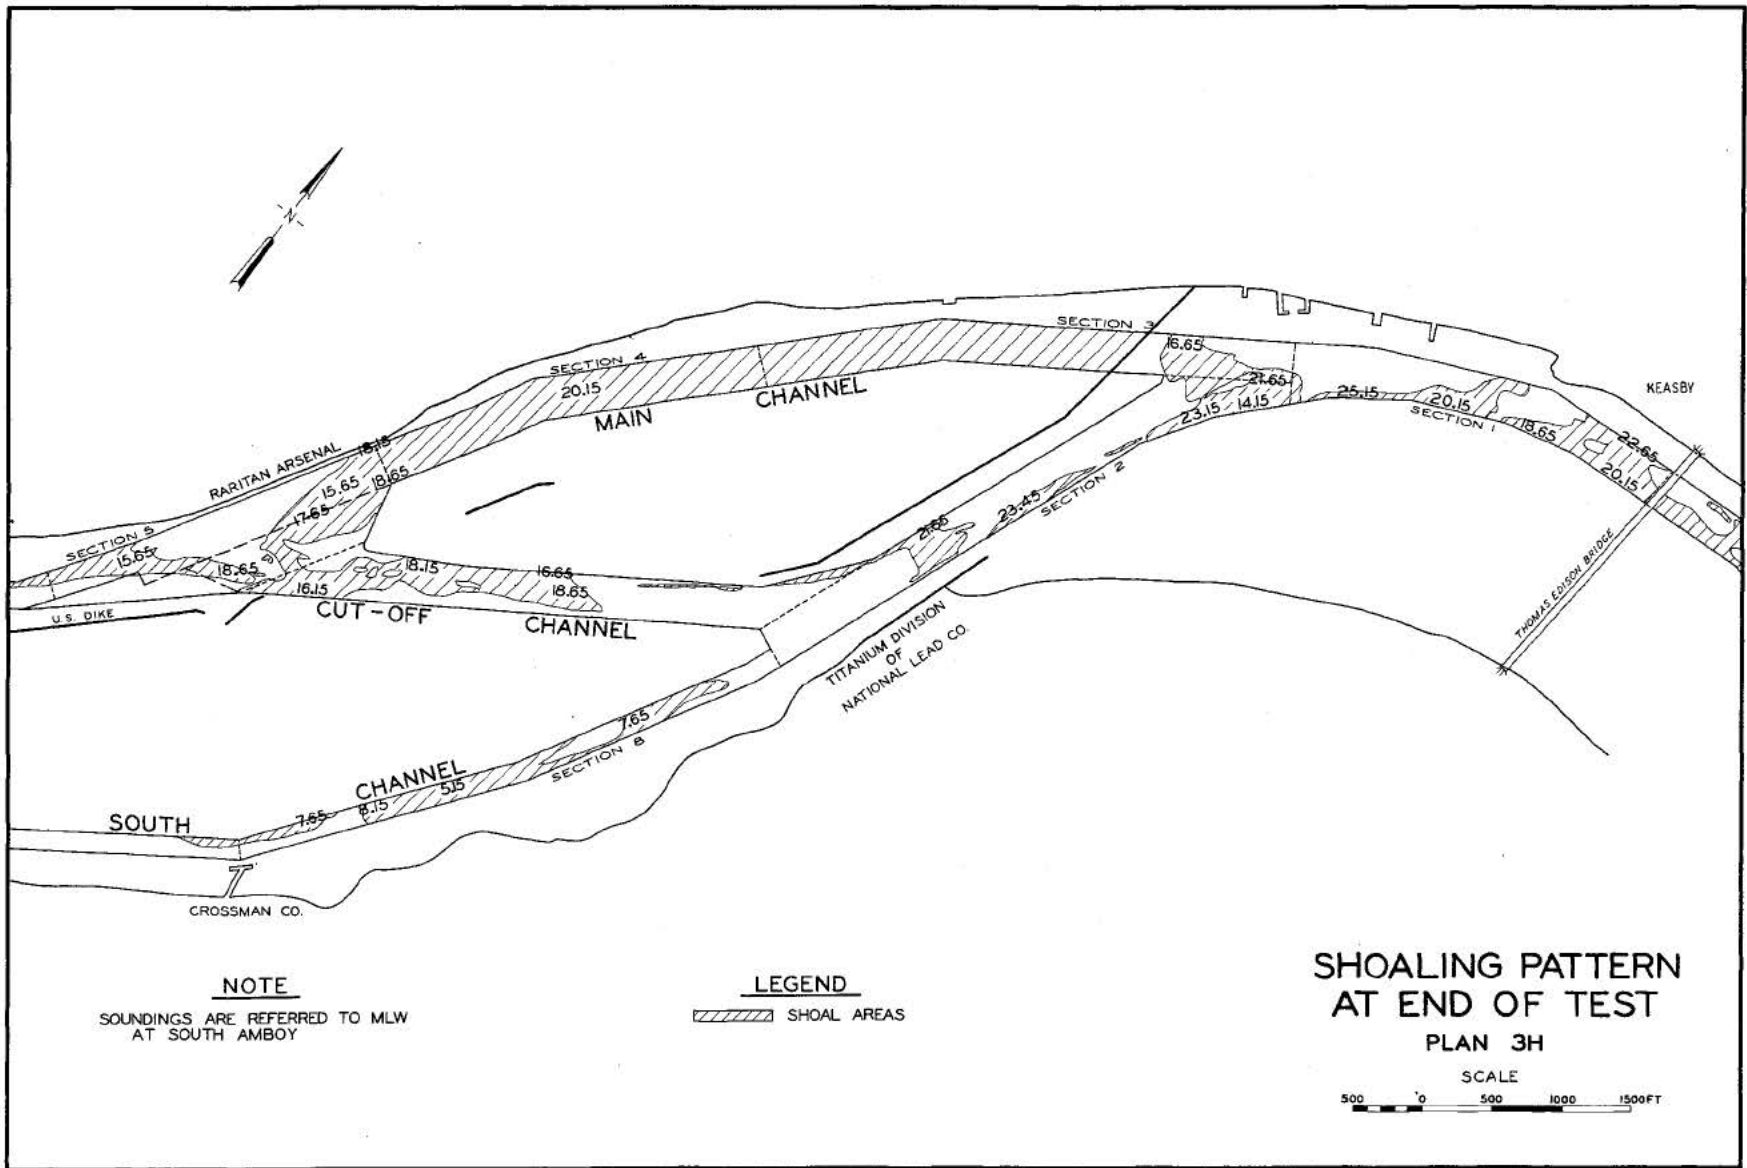 N
SECTION 3
16.65
SECTION 4
20.15
MAIN
CHANNEL
21.65
23.15
14.15
25.15
20.15
SECTION 1
18.65
22.65
20.15
KEASBY
RARITAN ARSENAL
18.15
15.65
18.65
17.65
SECTION 5
15.65
18.65
16.15
18.15
16.65
18.65
CUT-OFF
CHANNEL
U.S. DIKE
21.65
23.45
SECTION 2
THOMAS EDISON BRIDGE
TITANIUM DIVISION
OF
NATIONAL LEAD CO.
7.65
SECTION 8
CHANNEL
5.15
8.15
7.65
SOUTH
CROSSMAN CO.
NOTE
SOUNDINGS ARE REFERRED TO MLW
AT SOUTH AMBOY
LEGEND
SHOAL AREAS
SHOALING PATTERN
AT END OF TEST
PLAN 3H
SCALE
500 0 500 1000 1500FT